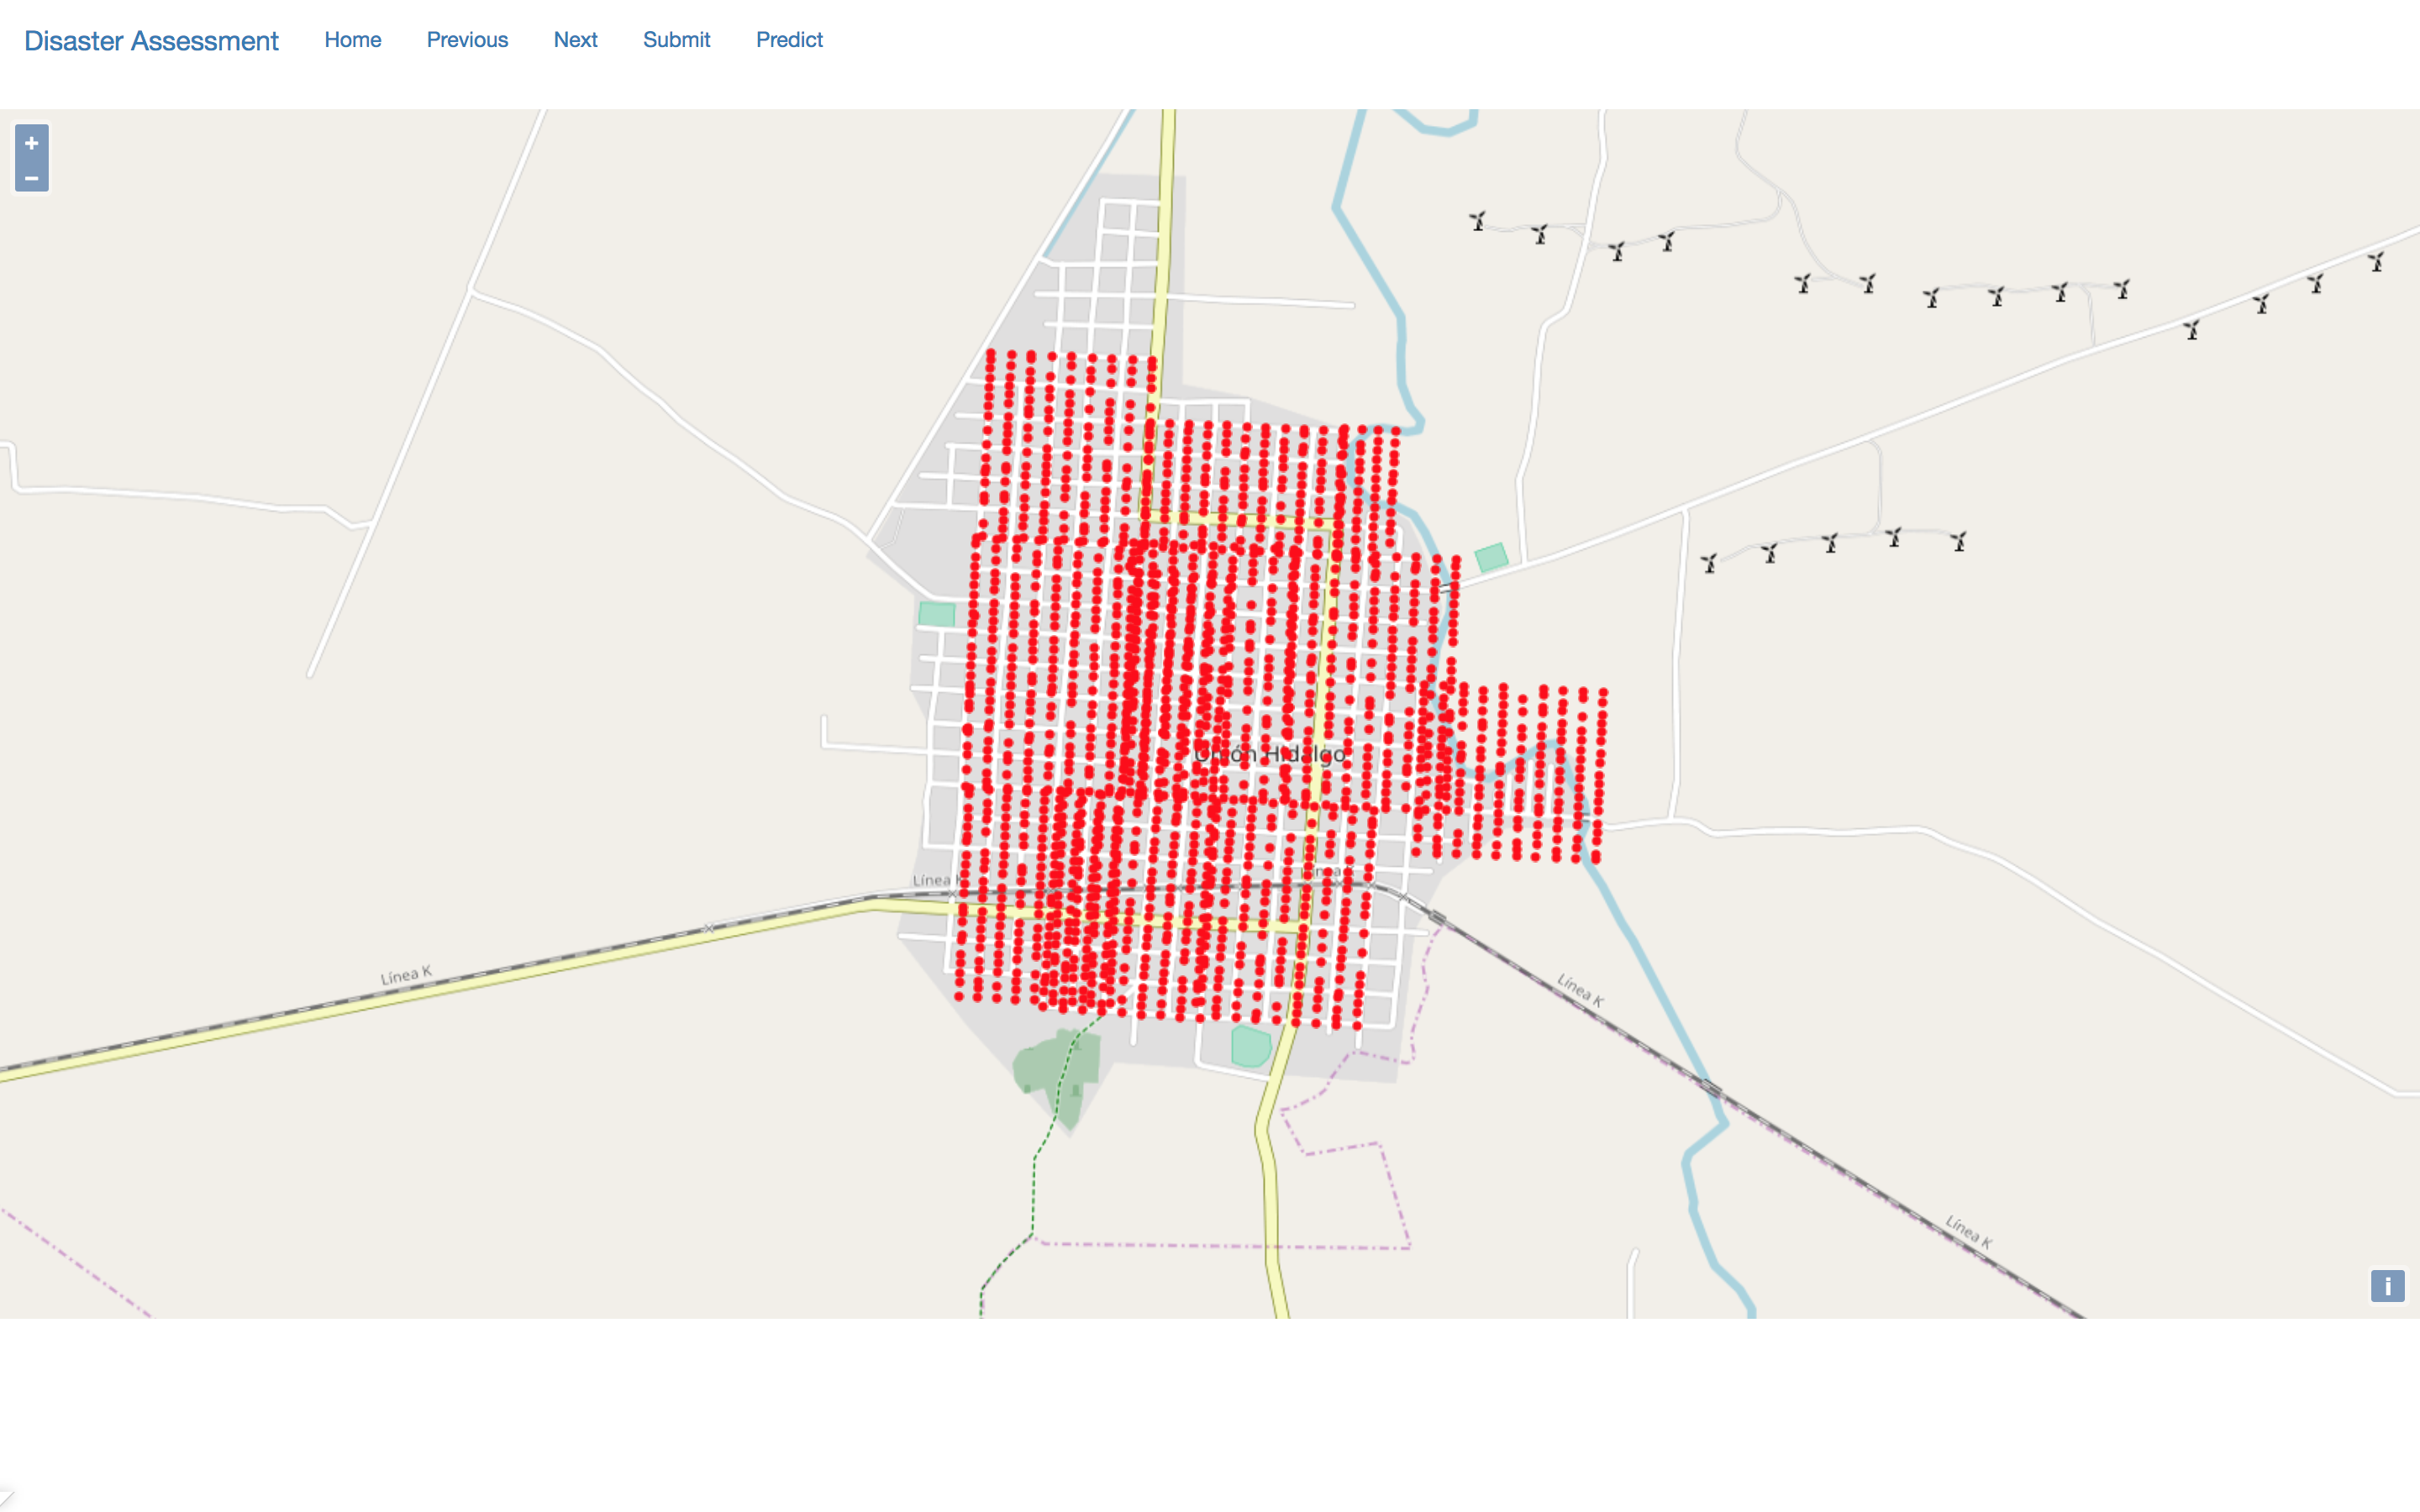 Disaster Assessment Home Previous Next Submit Predict
+
−
Unión Hidalgo
Línea K
Línea
Línea K
Línea K
Línea K
i